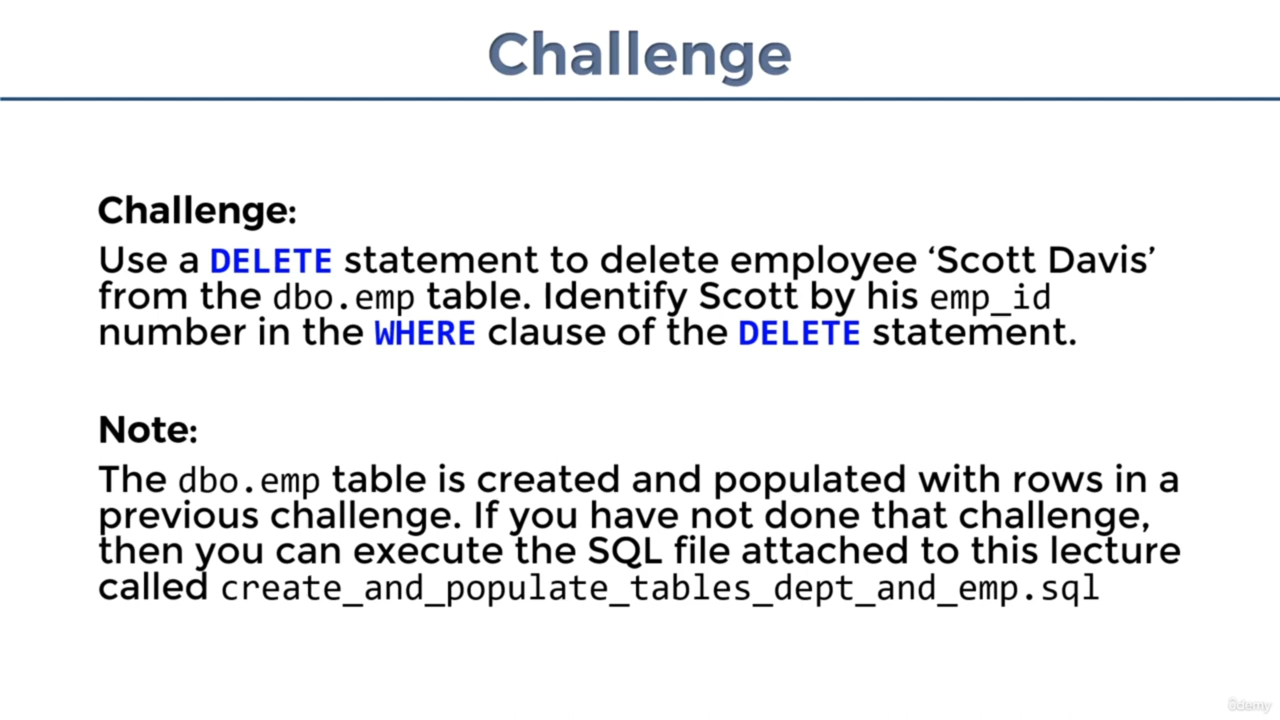 Challenge
Challenge:
Use a DELETE statement to delete employee ‘Scott Davis’
from the dbo.emp table. Identify Scott by his emp_id
number in the WHERE clause of the DELETE statement.
Note:
The dbo.emp table is created and populated with rows in a
previous challenge. If you have not done that challenge,
then you can execute the SQL file attached to this lecture
called create_and_populate_tables_dept_and_emp.sql
ûdemy